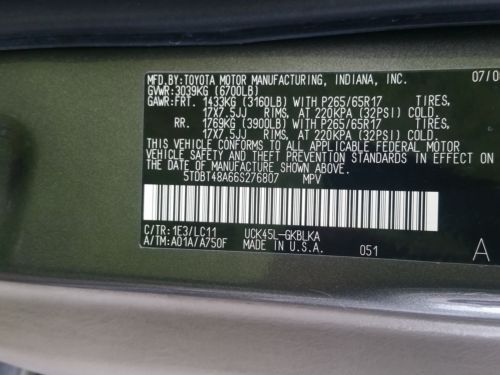 MFD. BY: TOYOTA MOTOR MANUFACTURING, INDIANA, INC. 07/0
GVWR: 3039KG (6700LB)
GAWR: FRT. 1433KG (3160LB) WITH P265/65R17 TIRES,
17X7.5JJ RIMS, AT 220KPA (32PSI) COLD.
RR. 1769KG (3900LB) WITH P265/65R17 TIRES,
17X7.5JJ RIMS, AT 220KPA (32PSI) COLD.
THIS VEHICLE CONFORMS TO ALL APPLICABLE FEDERAL MOTOR
VEHICLE SAFETY AND THEFT PREVENTION STANDARDS IN EFFECT ON
THE DATE OF MANUFACTURE SHOWN ABOVE.
5TDBT48A66S276807 MPV
C/TR: 1E3/LC11 UCK45L-GKBLKA
A/TM: A01A/A750F MADE IN U.S.A. 051 A